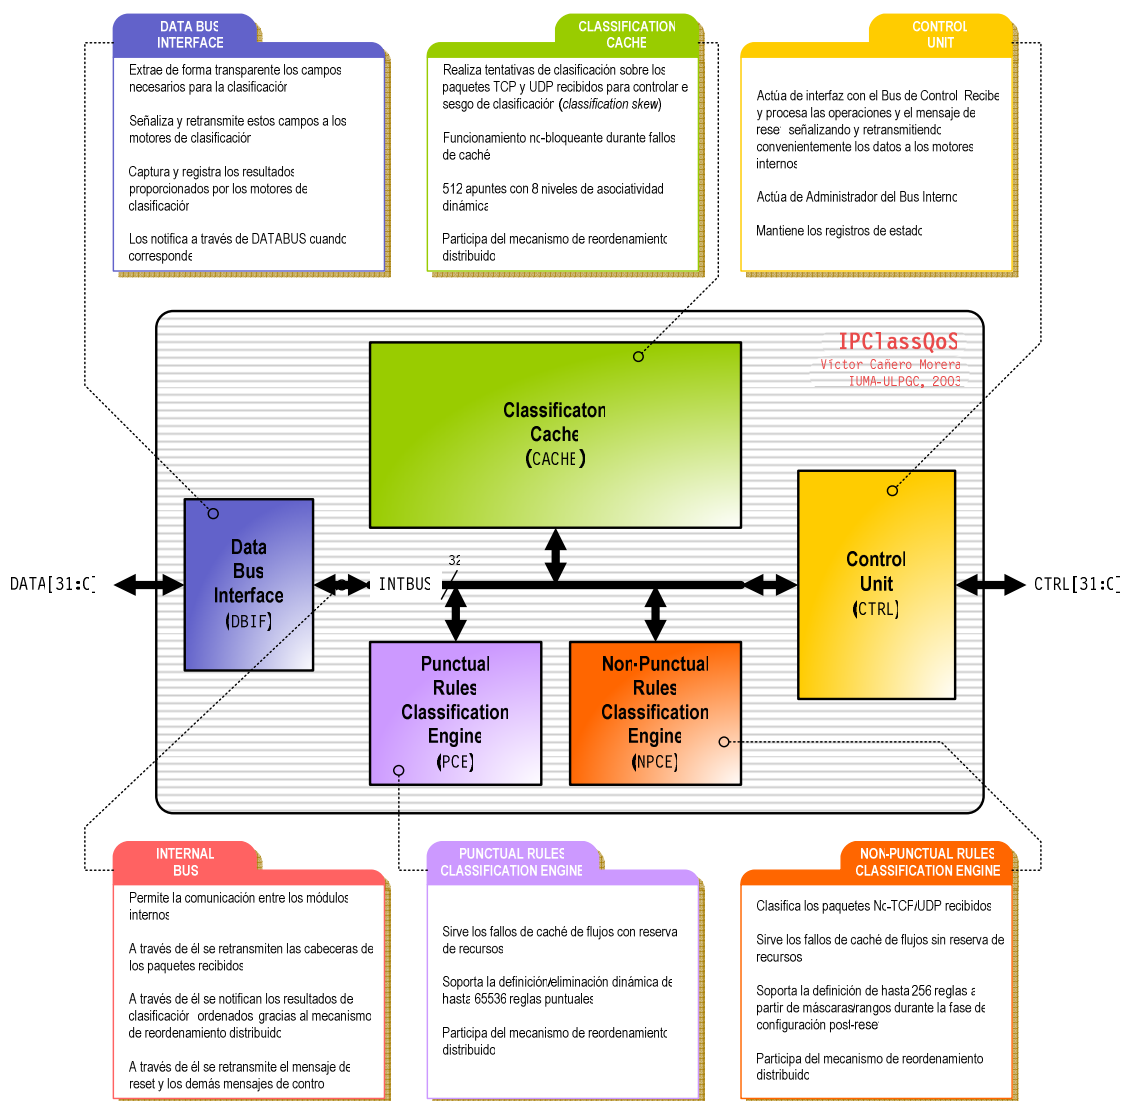 DATA BUS
INTERFACE
Extrae de forma transparente los campos
necesarios para la clasificación
Señaliza y retransmite estos campos a los
motores de clasificación
Captura y registra los resultados
proporcionados por los motores de
clasificación
Los notifica a través de DATABUS cuando
corresponde
CLASSIFICATION
CACHE
Realiza tentativas de clasificación sobre los
paquetes TCP y UDP recibidos para controlar e
sesgo de clasificación (classification skew)
Funcionamiento no-bloqueante durante fallos
de caché
512 apuntes con 8 niveles de asociatividad
dinámica
Participa del mecanismo de reordenamiento
distribuido
CONTROL
UNIT
Actúa de interfaz con el Bus de Control Recibe
y procesa las operaciones y el mensaje de
reset señalizando y retransmitiendo
convenientemente los datos a los motores
internos
Actúa de Administrador del Bus Interno
Mantiene los registros de estado
IPClassQoS
Víctor Cañero Morera
IUMA-ULPGC, 2003
Classificaton
Cache
(CACHE)
Data
Bus
Interface
(DBIF)
Control
Unit
(CTRL)
DATA[31:0]
INTBUS
32
CTRL[31:0]
Punctual
Rules
Classification
Engine
(PCE)
Non-Punctual
Rules
Classification
Engine
(NPCE)
INTERNAL
BUS
Permite la comunicación entre los módulos
internos
A través de él se retransmiten las cabeceras de
los paquetes recibidos
A través de él se notifican los resultados de
clasificación ordenados gracias al mecanismo
de reordenamiento distribuido
A través de él se retransmite el mensaje de
reset y los demás mensajes de contro
PUNCTUAL RULES
CLASSIFICATION ENGINE
Sirve los fallos de caché de flujos con reserva
de recursos
Soporta la definición/eliminación dinámica de
hasta 65536 reglas puntuales
Participa del mecanismo de reordenamiento
distribuido
NON-PUNCTUAL RULES
CLASSIFICATION ENGINE
Clasifica los paquetes No-TCP/UDP recibidos
Sirve los fallos de caché de flujos sin reserva de
recursos
Soporta la definición de hasta 256 reglas a
partir de máscaras/rangos durante la fase de
configuración post-reset
Participa del mecanismo de reordenamiento
distribuido